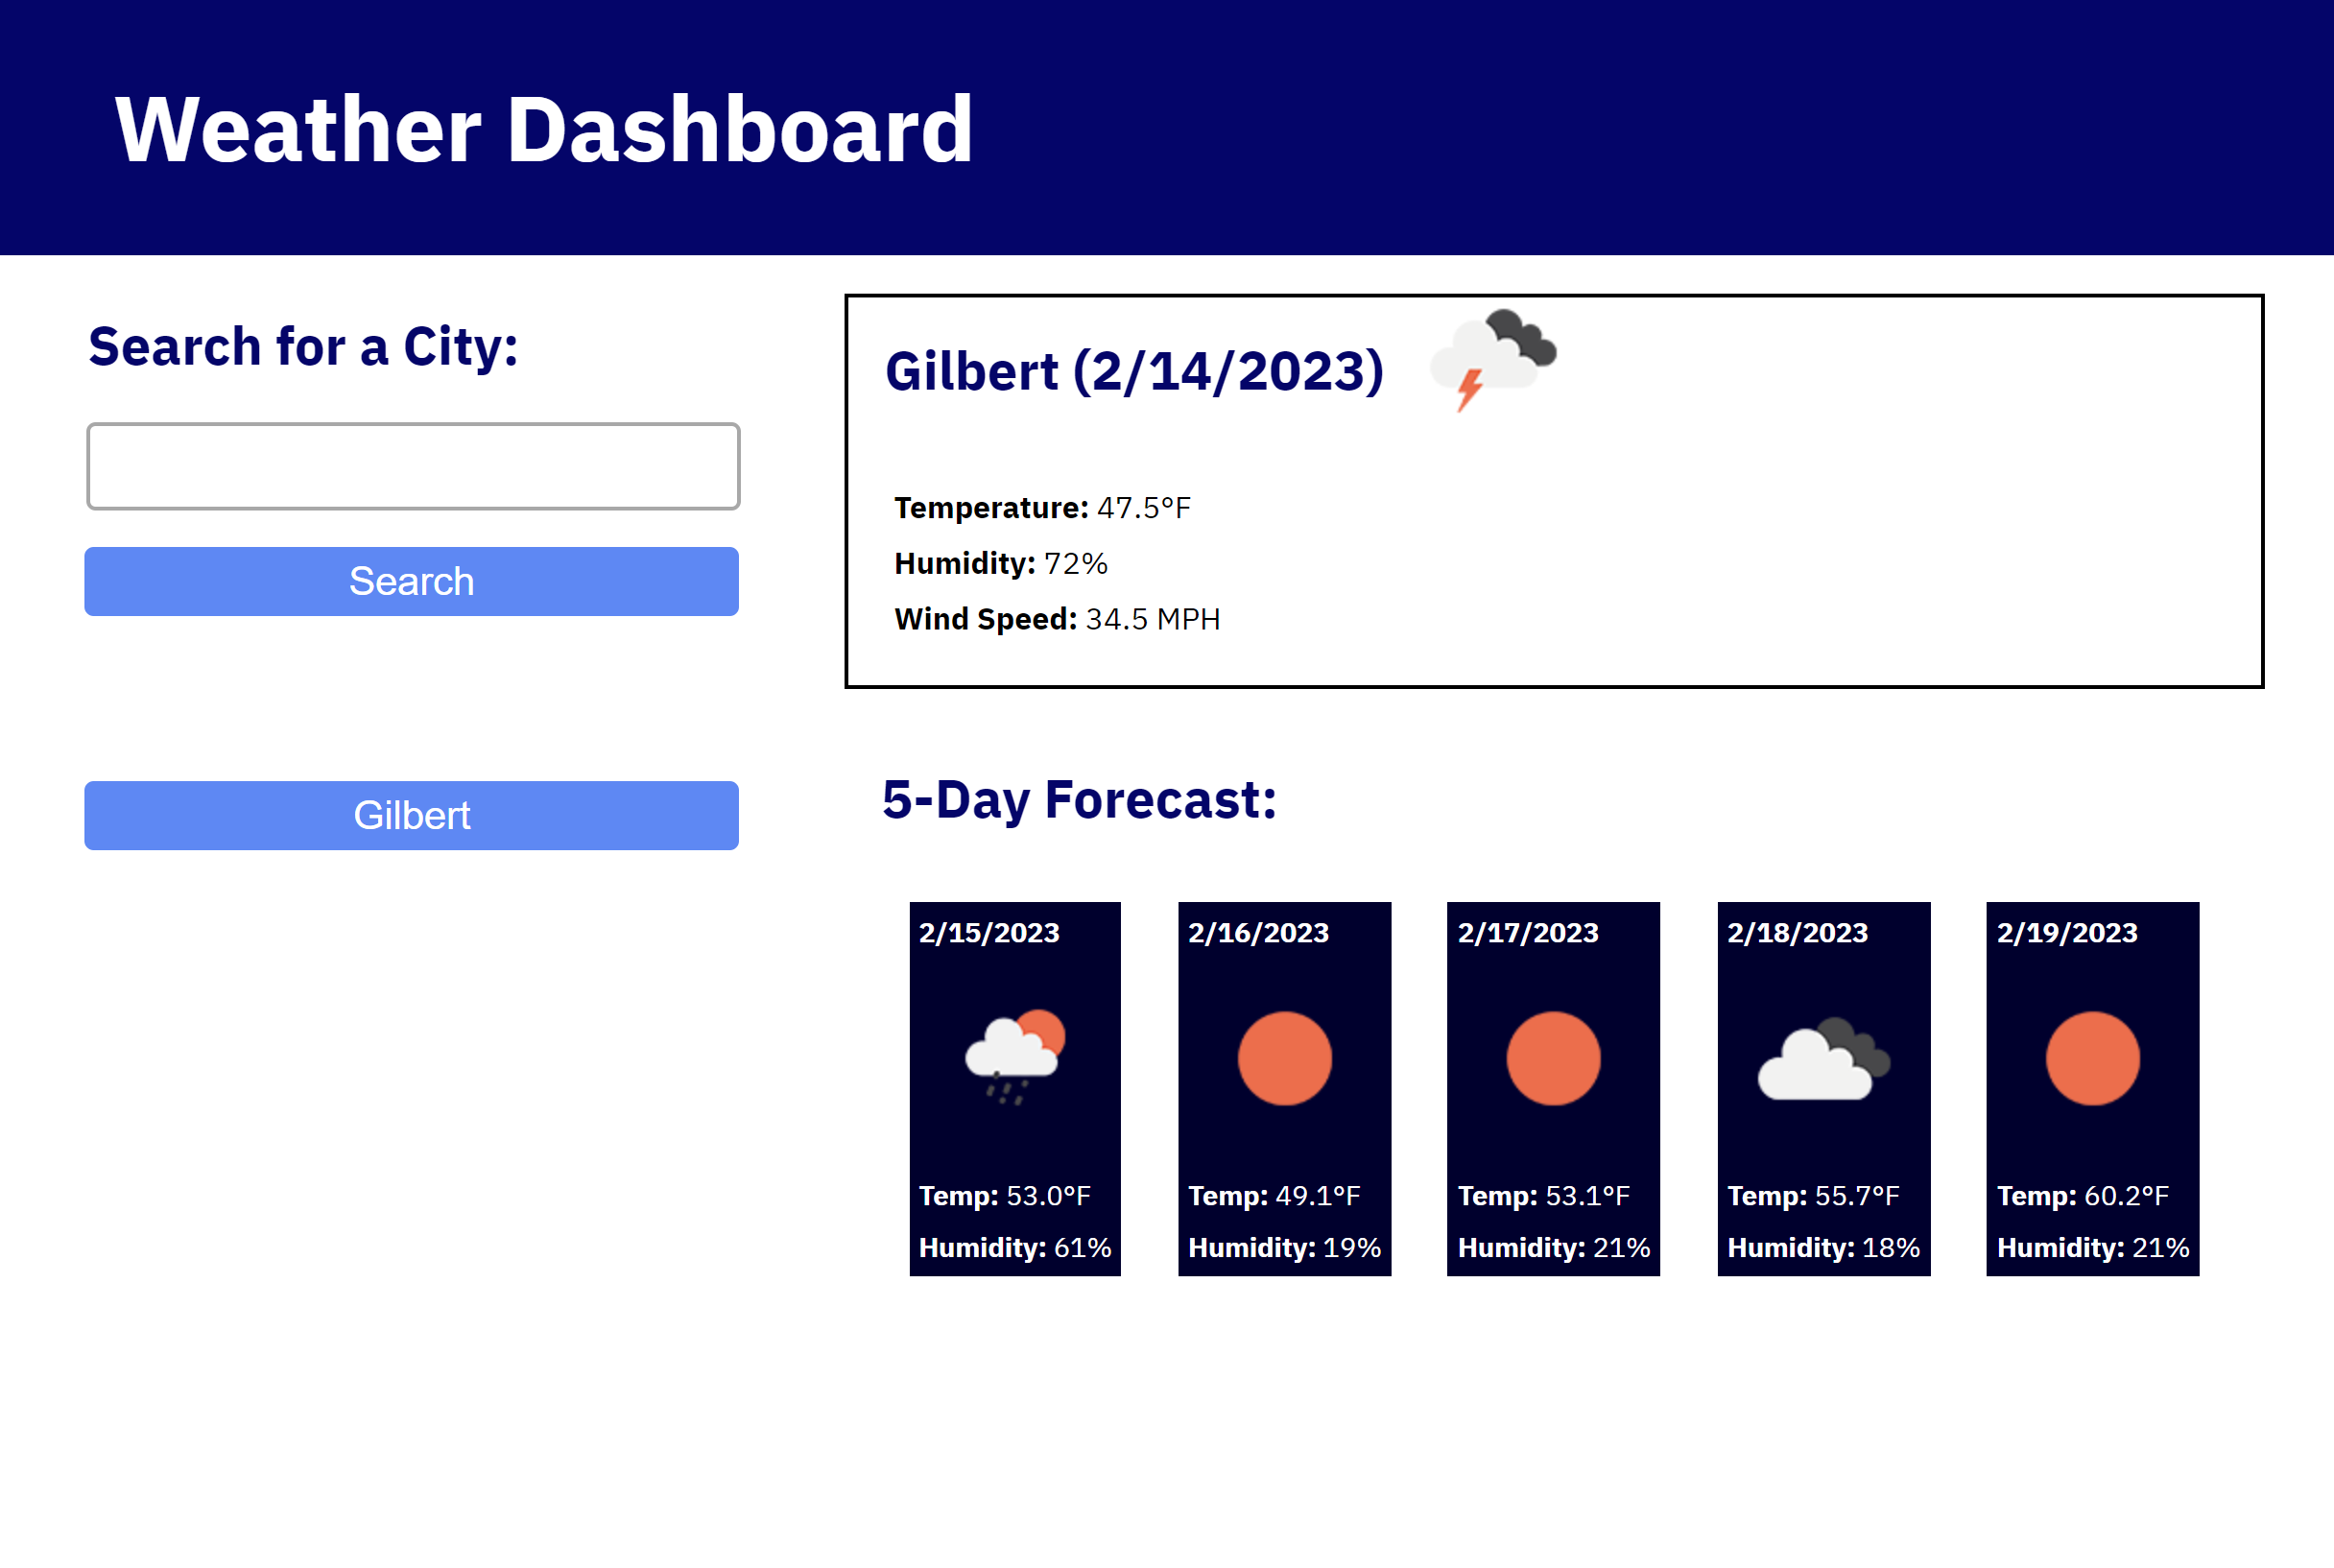 Weather Dashboard
Search for a City:
Search
Gilbert
Gilbert (2/14/2023)
Temperature: 47.5°F
Humidity: 72%
Wind Speed: 34.5 MPH
5-Day Forecast:
2/15/2023
Temp: 53.0°F
Humidity: 61%
2/16/2023
Temp: 49.1°F
Humidity: 19%
2/17/2023
Temp: 53.1°F
Humidity: 21%
2/18/2023
Temp: 55.7°F
Humidity: 18%
2/19/2023
Temp: 60.2°F
Humidity: 21%